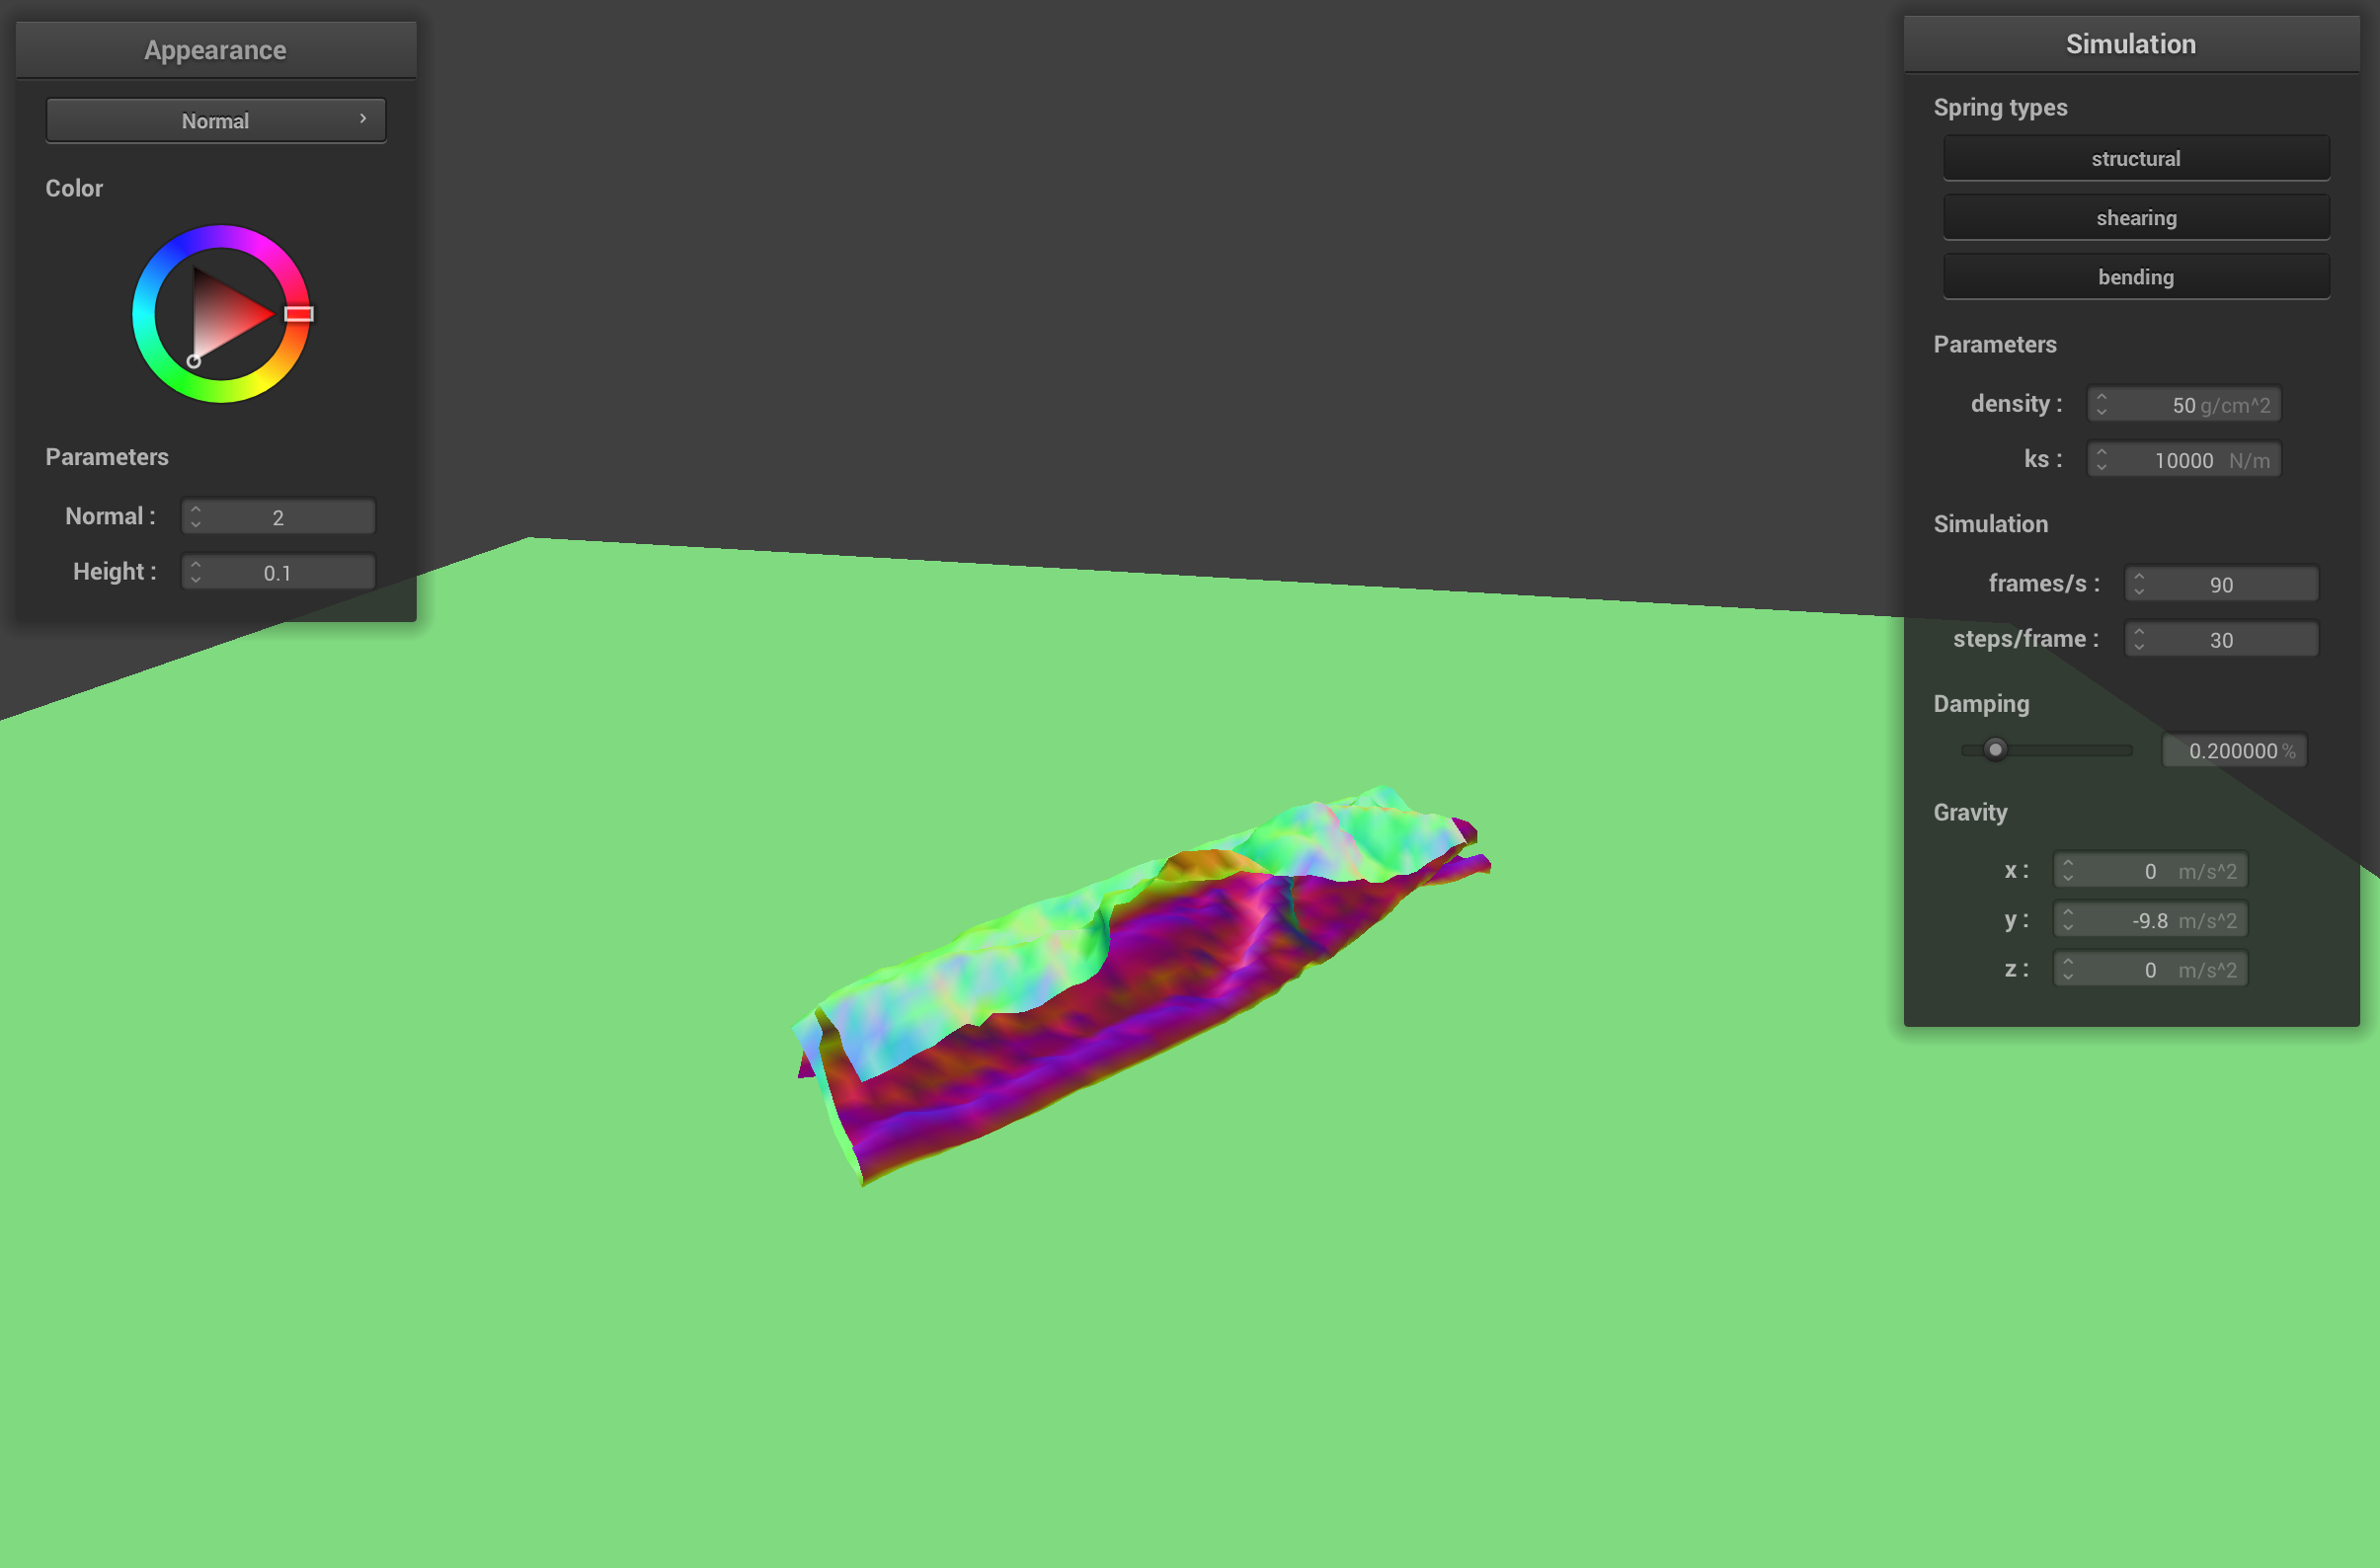 Appearance
Normal
Color
Parameters
Normal : 2
Height : 0.1
Simulation
Spring types
structural
shearing
bending
Parameters
density : 50 g/cm^2
ks : 10000 N/m
Simulation
frames/s : 90
steps/frame : 30
Damping
0.200000 %
Gravity
x : 0 m/s^2
y : -9.8 m/s^2
z : 0 m/s^2